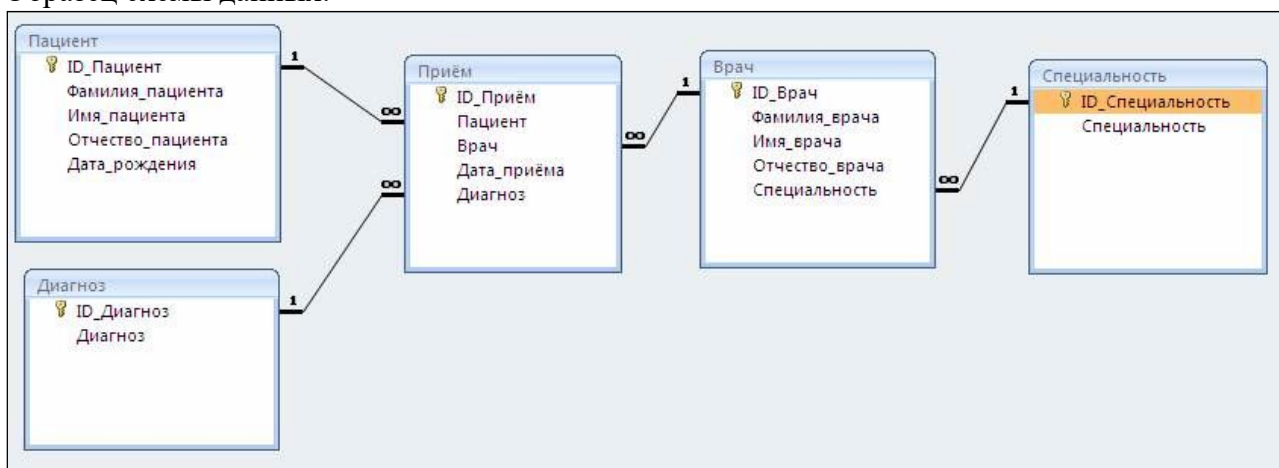 Образец схемы данных:
Пациент
ID_Пациент
Фамилия_пациента
Имя_пациента
Отчество_пациента
Дата_рождения
1
∞
∞
Приём
ID_Приём
Пациент
Врач
Дата_приёма
Диагноз
∞
1
Врач
ID_Врач
Фамилия_врача
Имя_врача
Отчество_врача
Специальность
∞
1
Специальность
ID_Специальность
Специальность
Диагноз
ID_Диагноз
Диагноз
1